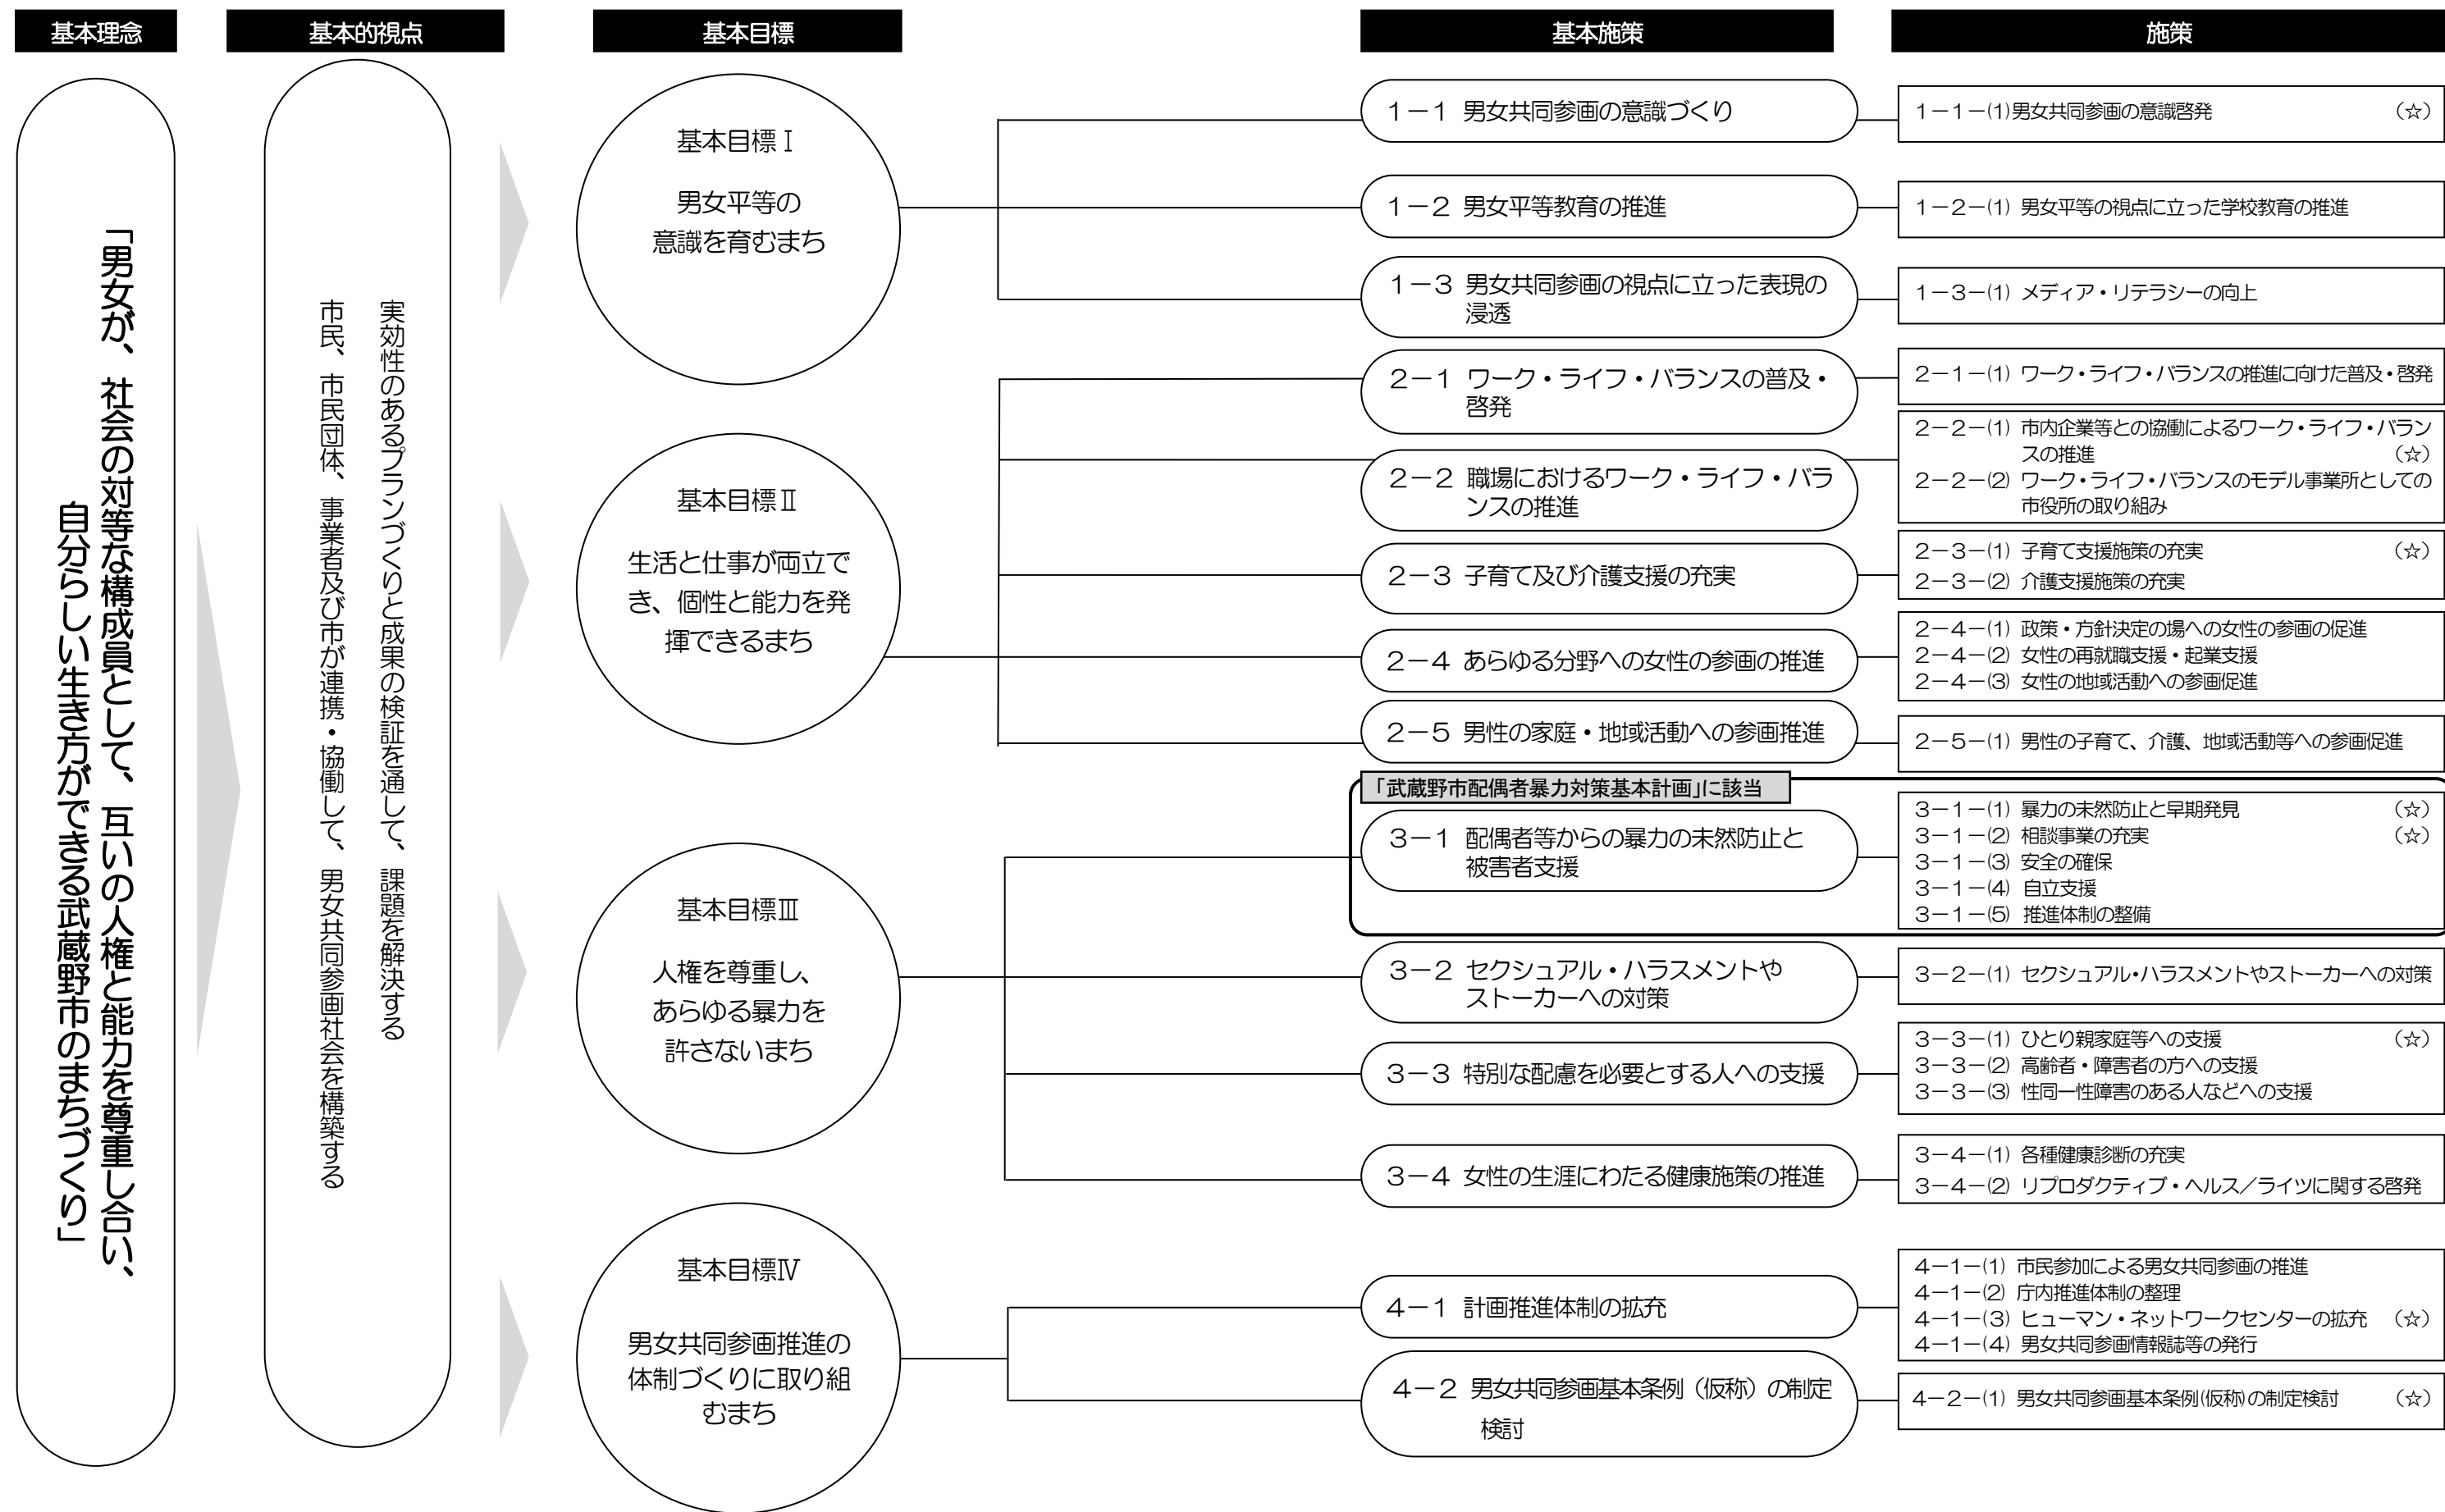 基本理念
基本的視点
基本目標
基本施策
施策
「男女が、社会の対等な構成員として、互いの人権と能力を尊重し合い、
自分らしい生き方ができる武蔵野市のまちづくり」
実効性のあるプランづくりと成果の検証を通して、課題を解決する
市民、市民団体、事業者及び市が連携・協働して、男女共同参画社会を構築する
基本目標Ⅰ
男女平等の
意識を育むまち
1－1 男女共同参画の意識づくり
1－1－(1)男女共同参画の意識啓発 （☆）
1－2 男女平等教育の推進
1－2－(1) 男女平等の視点に立った学校教育の推進
1－3 男女共同参画の視点に立った表現の
浸透
1－3－(1) メディア・リテラシーの向上
基本目標Ⅱ
生活と仕事が両立で
き、個性と能力を発
揮できるまち
2－1 ワーク・ライフ・バランスの普及・
啓発
2－1－(1) ワーク・ライフ・バランスの推進に向けた普及・啓発
2－2 職場におけるワーク・ライフ・バラ
ンスの推進
2－2－(1) 市内企業等との協働によるワーク・ライフ・バラン
スの推進 （☆）
2－2－(2) ワーク・ライフ・バランスのモデル事業所としての
市役所の取り組み
2－3 子育て及び介護支援の充実
2－3－(1) 子育て支援施策の充実 （☆）
2－3－(2) 介護支援施策の充実
2－4 あらゆる分野への女性の参画の推進
2－4－(1) 政策・方針決定の場への女性の参画の促進
2－4－(2) 女性の再就職支援・起業支援
2－4－(3) 女性の地域活動への参画促進
2－5 男性の家庭・地域活動への参画推進
2－5－(1) 男性の子育て、介護、地域活動等への参画促進
基本目標Ⅲ
人権を尊重し、
あらゆる暴力を
許さないまち
「武蔵野市配偶者暴力対策基本計画」に該当
3－1 配偶者等からの暴力の未然防止と
被害者支援
3－1－(1) 暴力の未然防止と早期発見 （☆）
3－1－(2) 相談事業の充実 （☆）
3－1－(3) 安全の確保
3－1－(4) 自立支援
3－1－(5) 推進体制の整備
3－2 セクシュアル・ハラスメントや
ストーカーへの対策
3－2－(1) セクシュアル・ハラスメントやストーカーへの対策
3－3 特別な配慮を必要とする人への支援
3－3－(1) ひとり親家庭等への支援 （☆）
3－3－(2) 高齢者・障害者の方への支援
3－3－(3) 性同一性障害のある人などへの支援
3－4 女性の生涯にわたる健康施策の推進
3－4－(1) 各種健康診断の充実
3－4－(2) リプロダクティブ・ヘルス／ライツに関する啓発
基本目標Ⅳ
男女共同参画推進の
体制づくりに取り組
むまち
4－1 計画推進体制の拡充
4－1－(1) 市民参加による男女共同参画の推進
4－1－(2) 庁内推進体制の整理
4－1－(3) ヒューマン・ネットワークセンターの拡充 （☆）
4－1－(4) 男女共同参画情報誌等の発行
4－2 男女共同参画基本条例（仮称）の制定
検討
4－2－(1) 男女共同参画基本条例(仮称)の制定検討 （☆）